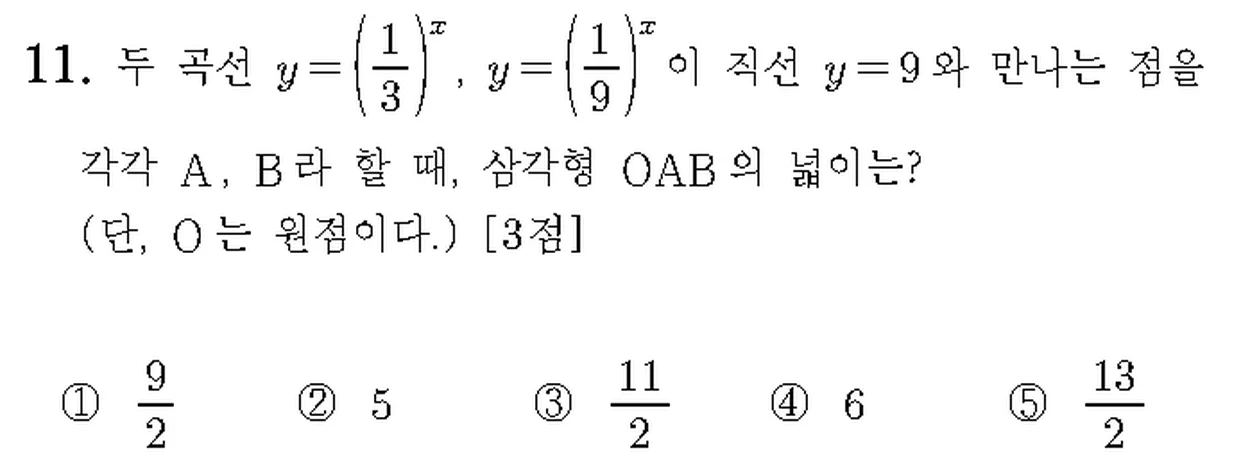 11. 두 곡선 y=(1/3)^x, y=(1/9)^x이 직선 y=9와 만나는 점을
각각 A, B라 할 때, 삼각형 OAB의 넓이는?
(단, O는 원점이다.) [3점]
① 9/2 ② 5 ③ 11/2 ④ 6 ⑤ 13/2